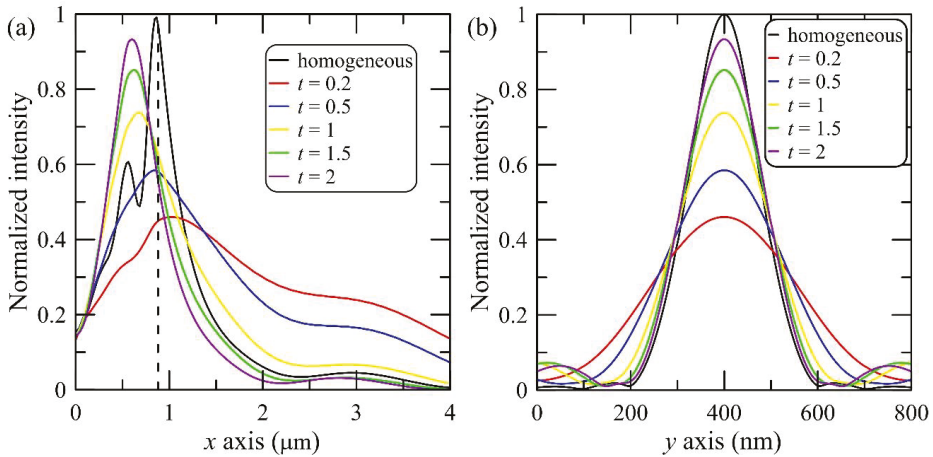 (a)
Normalized intensity
1
0.8
0.6
0.4
0.2
0
homogeneous
t = 0.2
t = 0.5
t = 1
t = 1.5
t = 2
0 1 2 3 4
x axis (μm)
(b)
Normalized intensity
1
0.8
0.6
0.4
0.2
0
homogeneous
t = 0.2
t = 0.5
t = 1
t = 1.5
t = 2
0 200 400 600 800
y axis (nm)